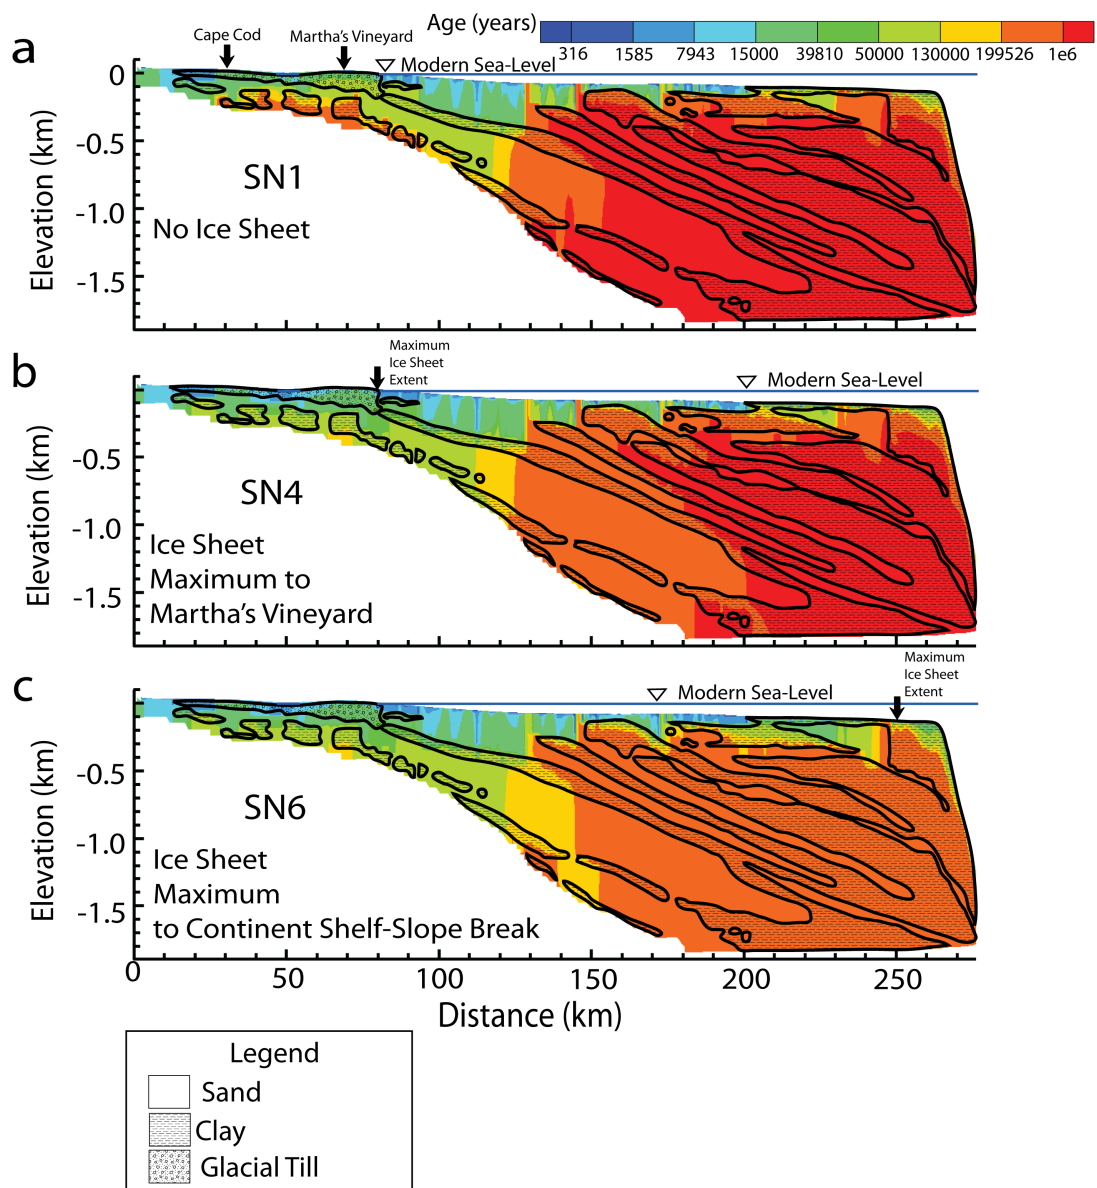 Age (years)
316 1585 7943 15000 39810 50000 130000 199526 1e6
a
Cape Cod
Martha's Vineyard
Modern Sea-Level
0
-0.5
-1.0
-1.5
Elevation (km)
SN1
No Ice Sheet
b
Maximum
Ice Sheet
Extent
Modern Sea-Level
0
-0.5
-1.0
-1.5
Elevation (km)
SN4
Ice Sheet
Maximum to
Martha's Vineyard
c
Maximum
Ice Sheet
Extent
Modern Sea-Level
0
-0.5
-1.0
-1.5
Elevation (km)
SN6
Ice Sheet
Maximum
to Continent Shelf-Slope Break
0 50 100 150 200 250
Distance (km)
Legend
Sand
Clay
Glacial Till